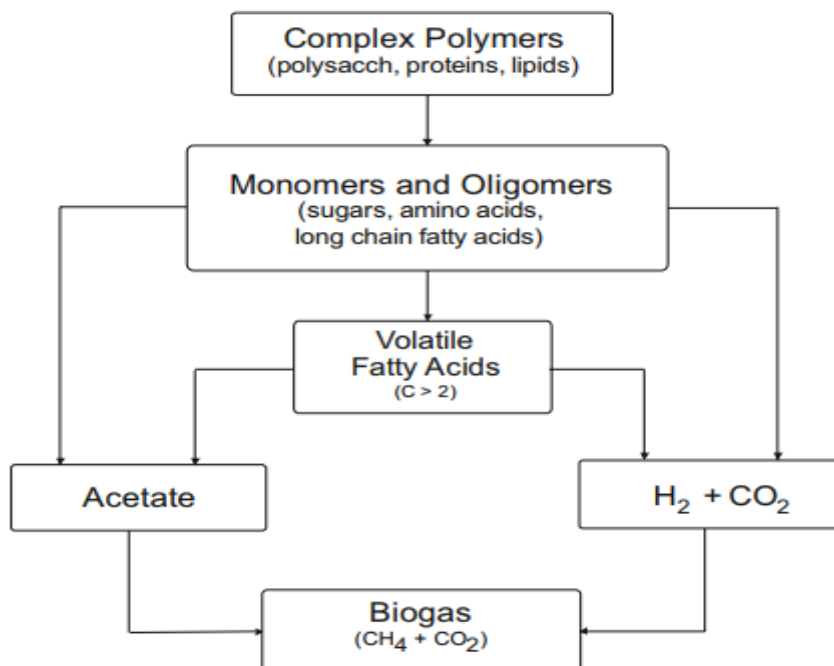 Complex Polymers
(polysacch, proteins, lipids)
Monomers and Oligomers
(sugars, amino acids,
long chain fatty acids)
Volatile
Fatty Acids
(C > 2)
Acetate
H₂ + CO₂
Biogas
(CH₄ + CO₂)